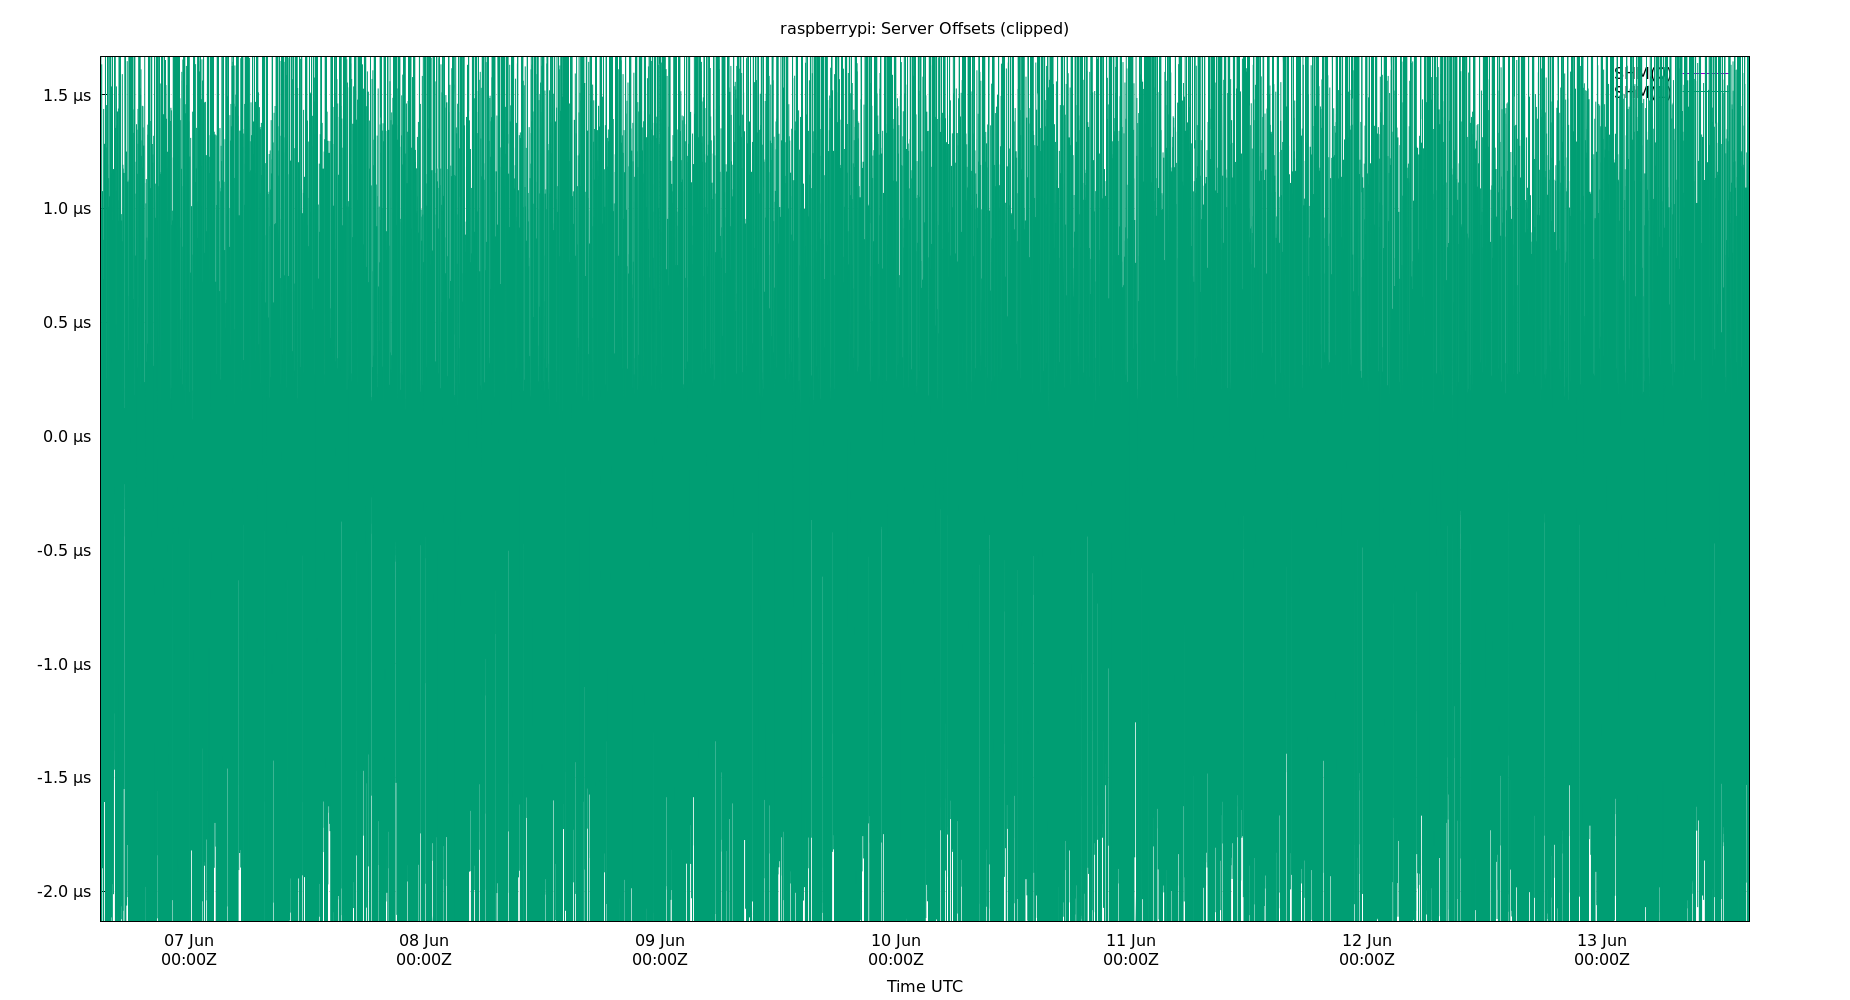 raspberrypi: Server Offsets (clipped)
1.5 µs
1.0 µs
0.5 µs
0.0 µs
-0.5 µs
-1.0 µs
-1.5 µs
-2.0 µs
07 Jun
00:00Z
08 Jun
00:00Z
09 Jun
00:00Z
10 Jun
00:00Z
11 Jun
00:00Z
12 Jun
00:00Z
13 Jun
00:00Z
Time UTC